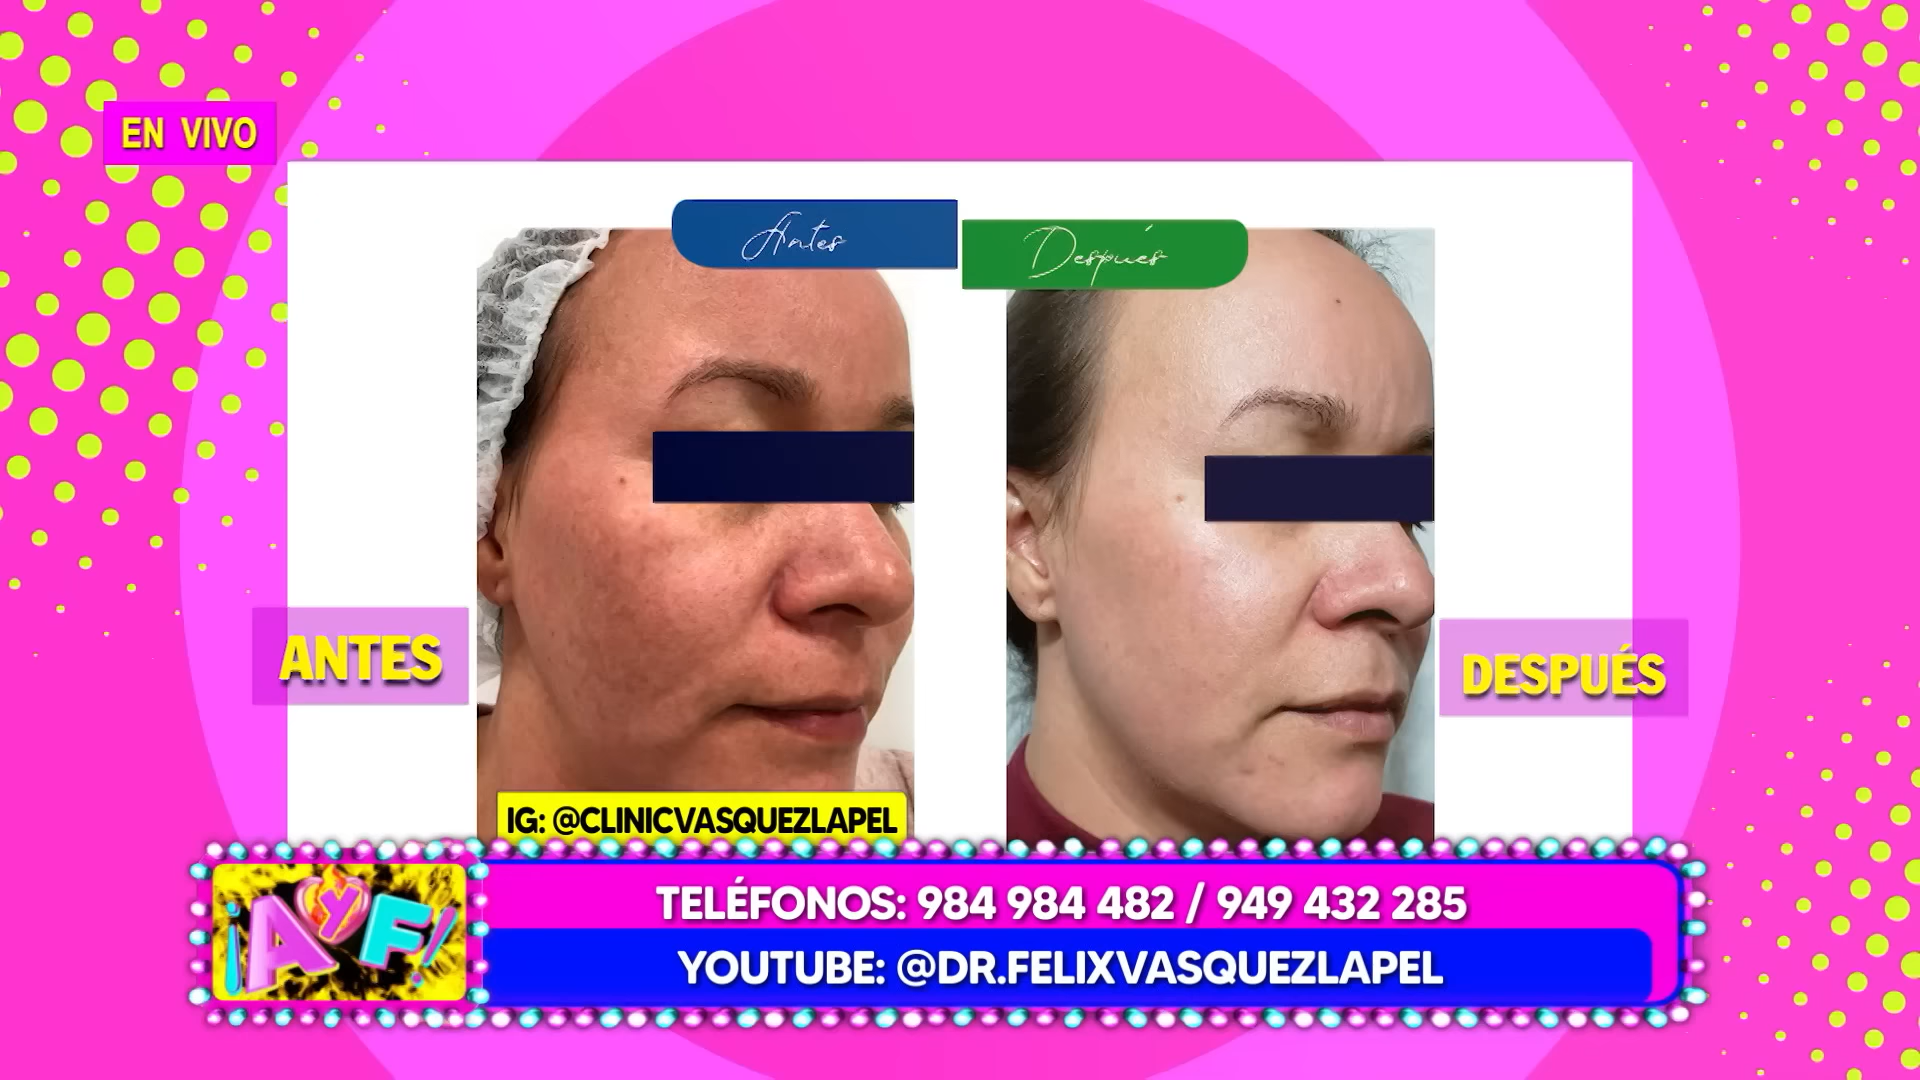 EN VIVO
Antes
Después
ANTES
DESPUÉS
IG: @CLINICVASQUEZLAPEL
¡AYF!
TELÉFONOS: 984 984 482 / 949 432 285
YOUTUBE: @DR.FELIXVASQUEZLAPEL